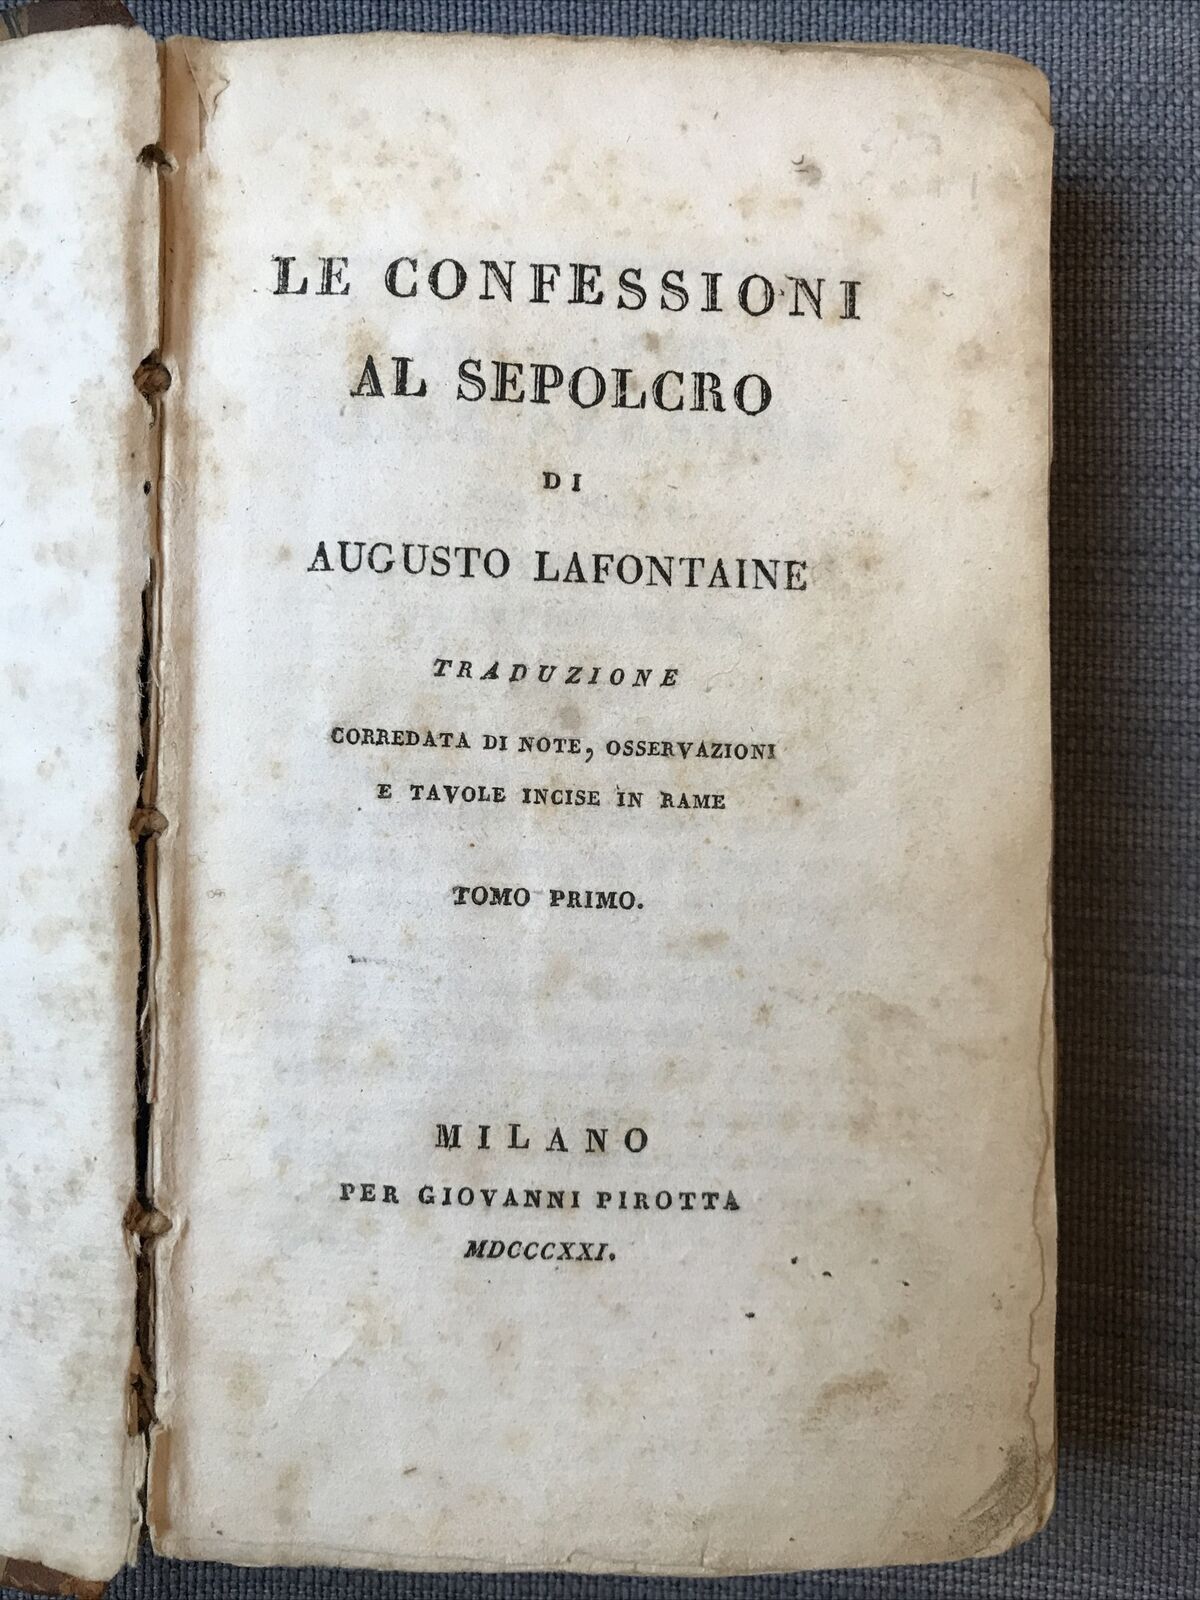 LE CONFESSIONI
AL SEPOLCRO
DI
AUGUSTO LAFONTAINE
TRADUZIONE
CORREDATA DI NOTE, OSSERVAZIONI
E TAVOLE INCISE IN RAME
TOMO PRIMO.
MILANO
PER GIOVANNI PIROTTA
MDCCCXXI.